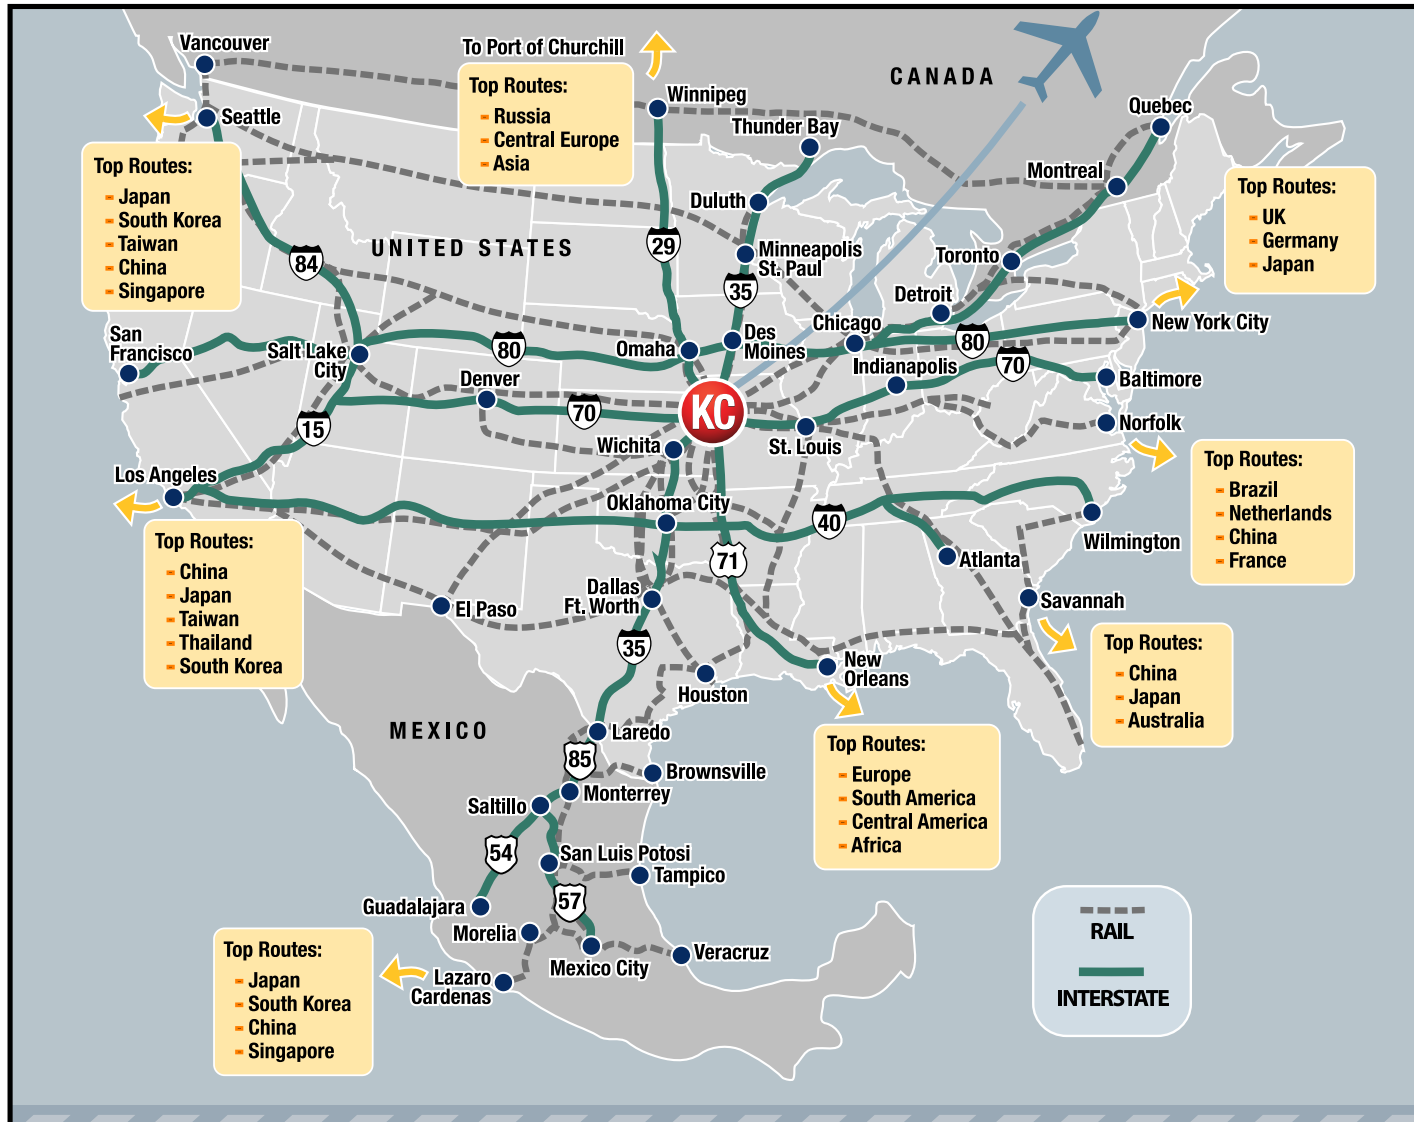 Vancouver
To Port of Churchill
CANADA
Top Routes:
- Russia
- Central Europe
- Asia
Winnipeg
Thunder Bay
Quebec
Seattle
Top Routes:
- Japan
- South Korea
- Taiwan
- China
- Singapore
Duluth
Montreal
Top Routes:
- UK
- Germany
- Japan
UNITED STATES
84
29
Minneapolis
St. Paul
35
Toronto
Detroit
San
Francisco
Salt Lake
City
80
Omaha
Des
Moines
Chicago
80
New York City
Denver
Indianapolis
70
Baltimore
15
70
KC
Wichita
St. Louis
Norfolk
Los Angeles
Oklahoma City
40
Wilmington
Top Routes:
- Brazil
- Netherlands
- China
- France
Top Routes:
- China
- Japan
- Taiwan
- Thailand
- South Korea
71
Atlanta
El Paso
Dallas
Ft. Worth
Savannah
35
Houston
New
Orleans
Top Routes:
- China
- Japan
- Australia
MEXICO
Laredo
85
Brownsville
Top Routes:
- Europe
- South America
- Central America
- Africa
Saltillo
Monterrey
54
San Luis Potosi
Tampico
57
Guadalajara
Morelia
Mexico City
Veracruz
Lazaro
Cardenas
Top Routes:
- Japan
- South Korea
- China
- Singapore
RAIL
INTERSTATE